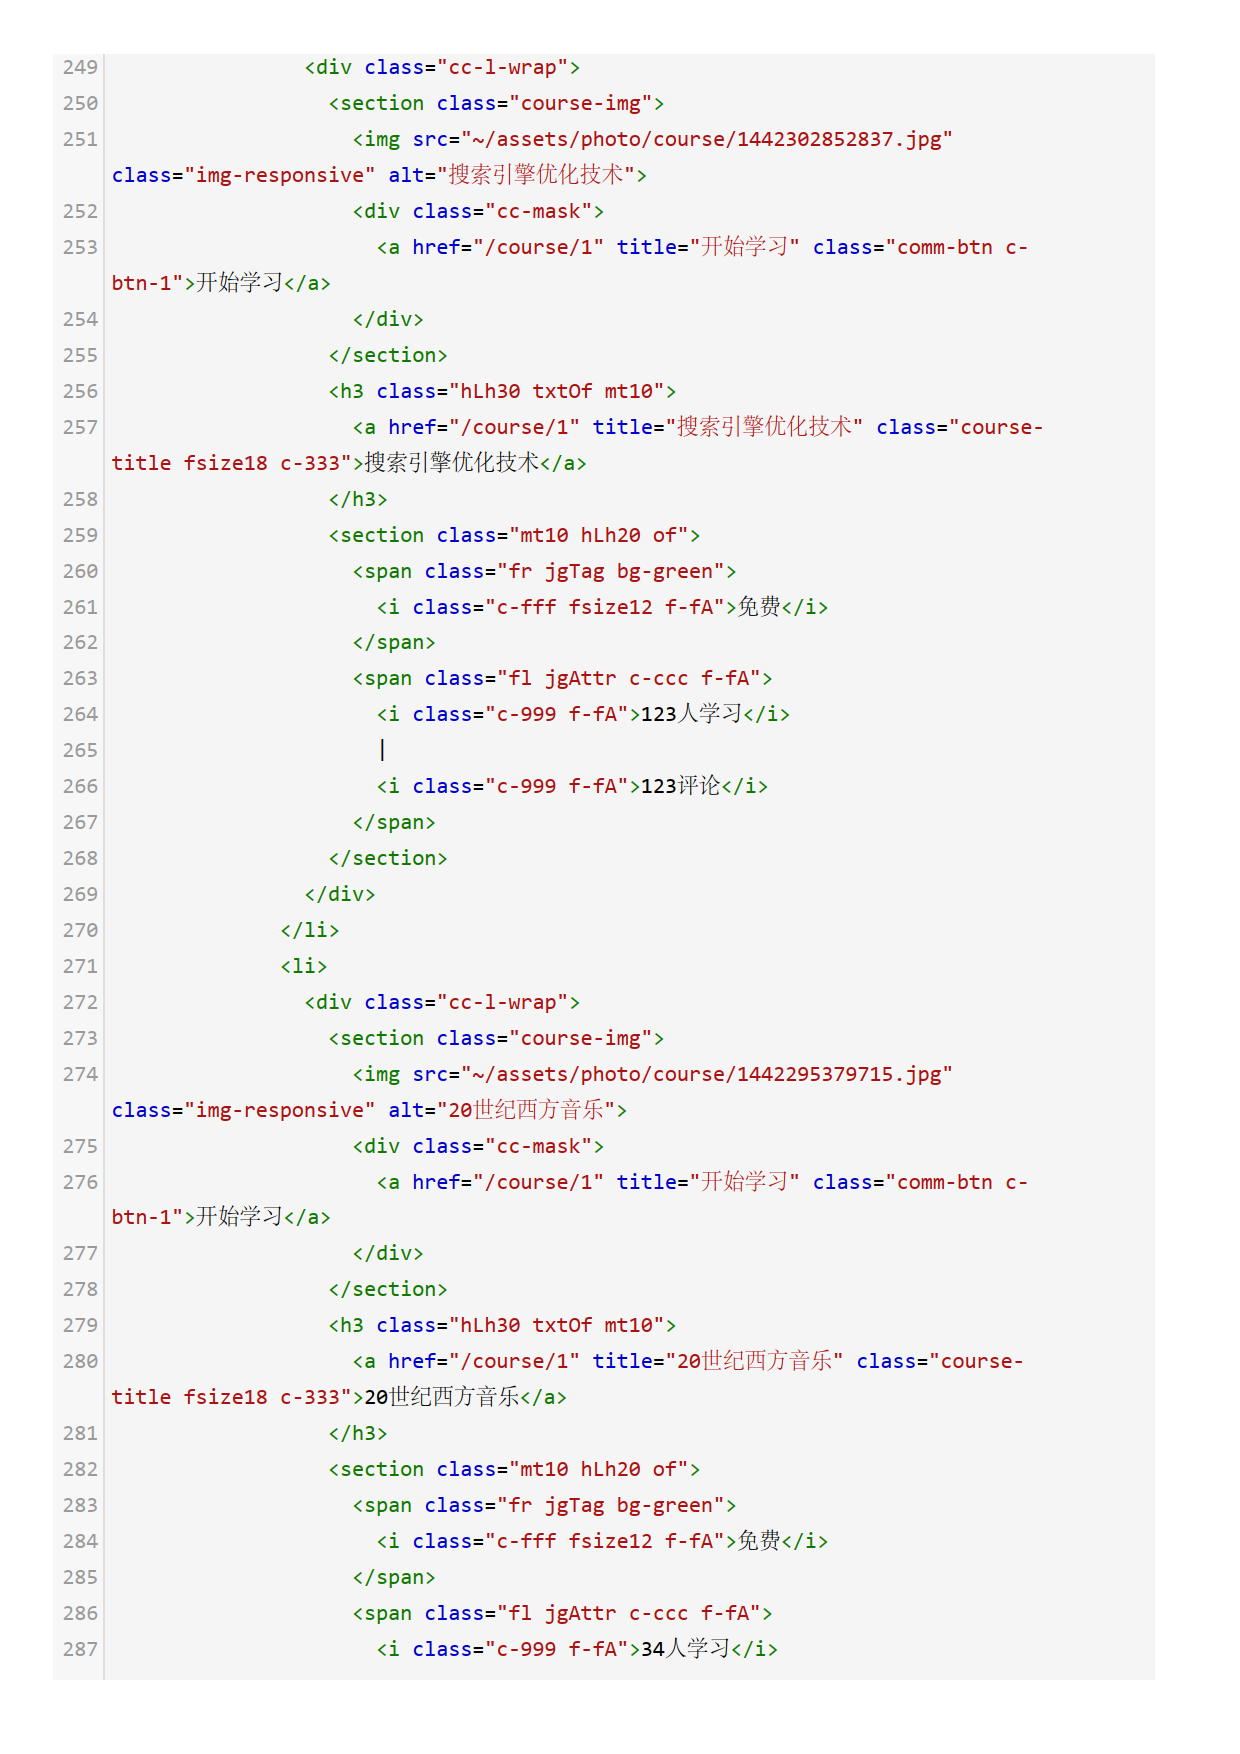 249 <div class="cc-l-wrap">
250 <section class="course-img">
251 <img src="~/assets/photo/course/1442302852837.jpg"
class="img-responsive" alt="搜索引擎优化技术">
252 <div class="cc-mask">
253 <a href="/course/1" title="开始学习" class="comm-btn c-
btn-1">开始学习</a>
254 </div>
255 </section>
256 <h3 class="hLh30 txtOf mt10">
257 <a href="/course/1" title="搜索引擎优化技术" class="course-
title fsize18 c-333">搜索引擎优化技术</a>
258 </h3>
259 <section class="mt10 hLh20 of">
260 <span class="fr jgTag bg-green">
261 <i class="c-fff fsize12 f-fA">免费</i>
262 </span>
263 <span class="fl jgAttr c-ccc f-fA">
264 <i class="c-999 f-fA">123人学习</i>
265 |
266 <i class="c-999 f-fA">123评论</i>
267 </span>
268 </section>
269 </div>
270 </li>
271 <li>
272 <div class="cc-l-wrap">
273 <section class="course-img">
274 <img src="~/assets/photo/course/1442295379715.jpg"
class="img-responsive" alt="20世纪西方音乐">
275 <div class="cc-mask">
276 <a href="/course/1" title="开始学习" class="comm-btn c-
btn-1">开始学习</a>
277 </div>
278 </section>
279 <h3 class="hLh30 txtOf mt10">
280 <a href="/course/1" title="20世纪西方音乐" class="course-
title fsize18 c-333">20世纪西方音乐</a>
281 </h3>
282 <section class="mt10 hLh20 of">
283 <span class="fr jgTag bg-green">
284 <i class="c-fff fsize12 f-fA">免费</i>
285 </span>
286 <span class="fl jgAttr c-ccc f-fA">
287 <i class="c-999 f-fA">34人学习</i>